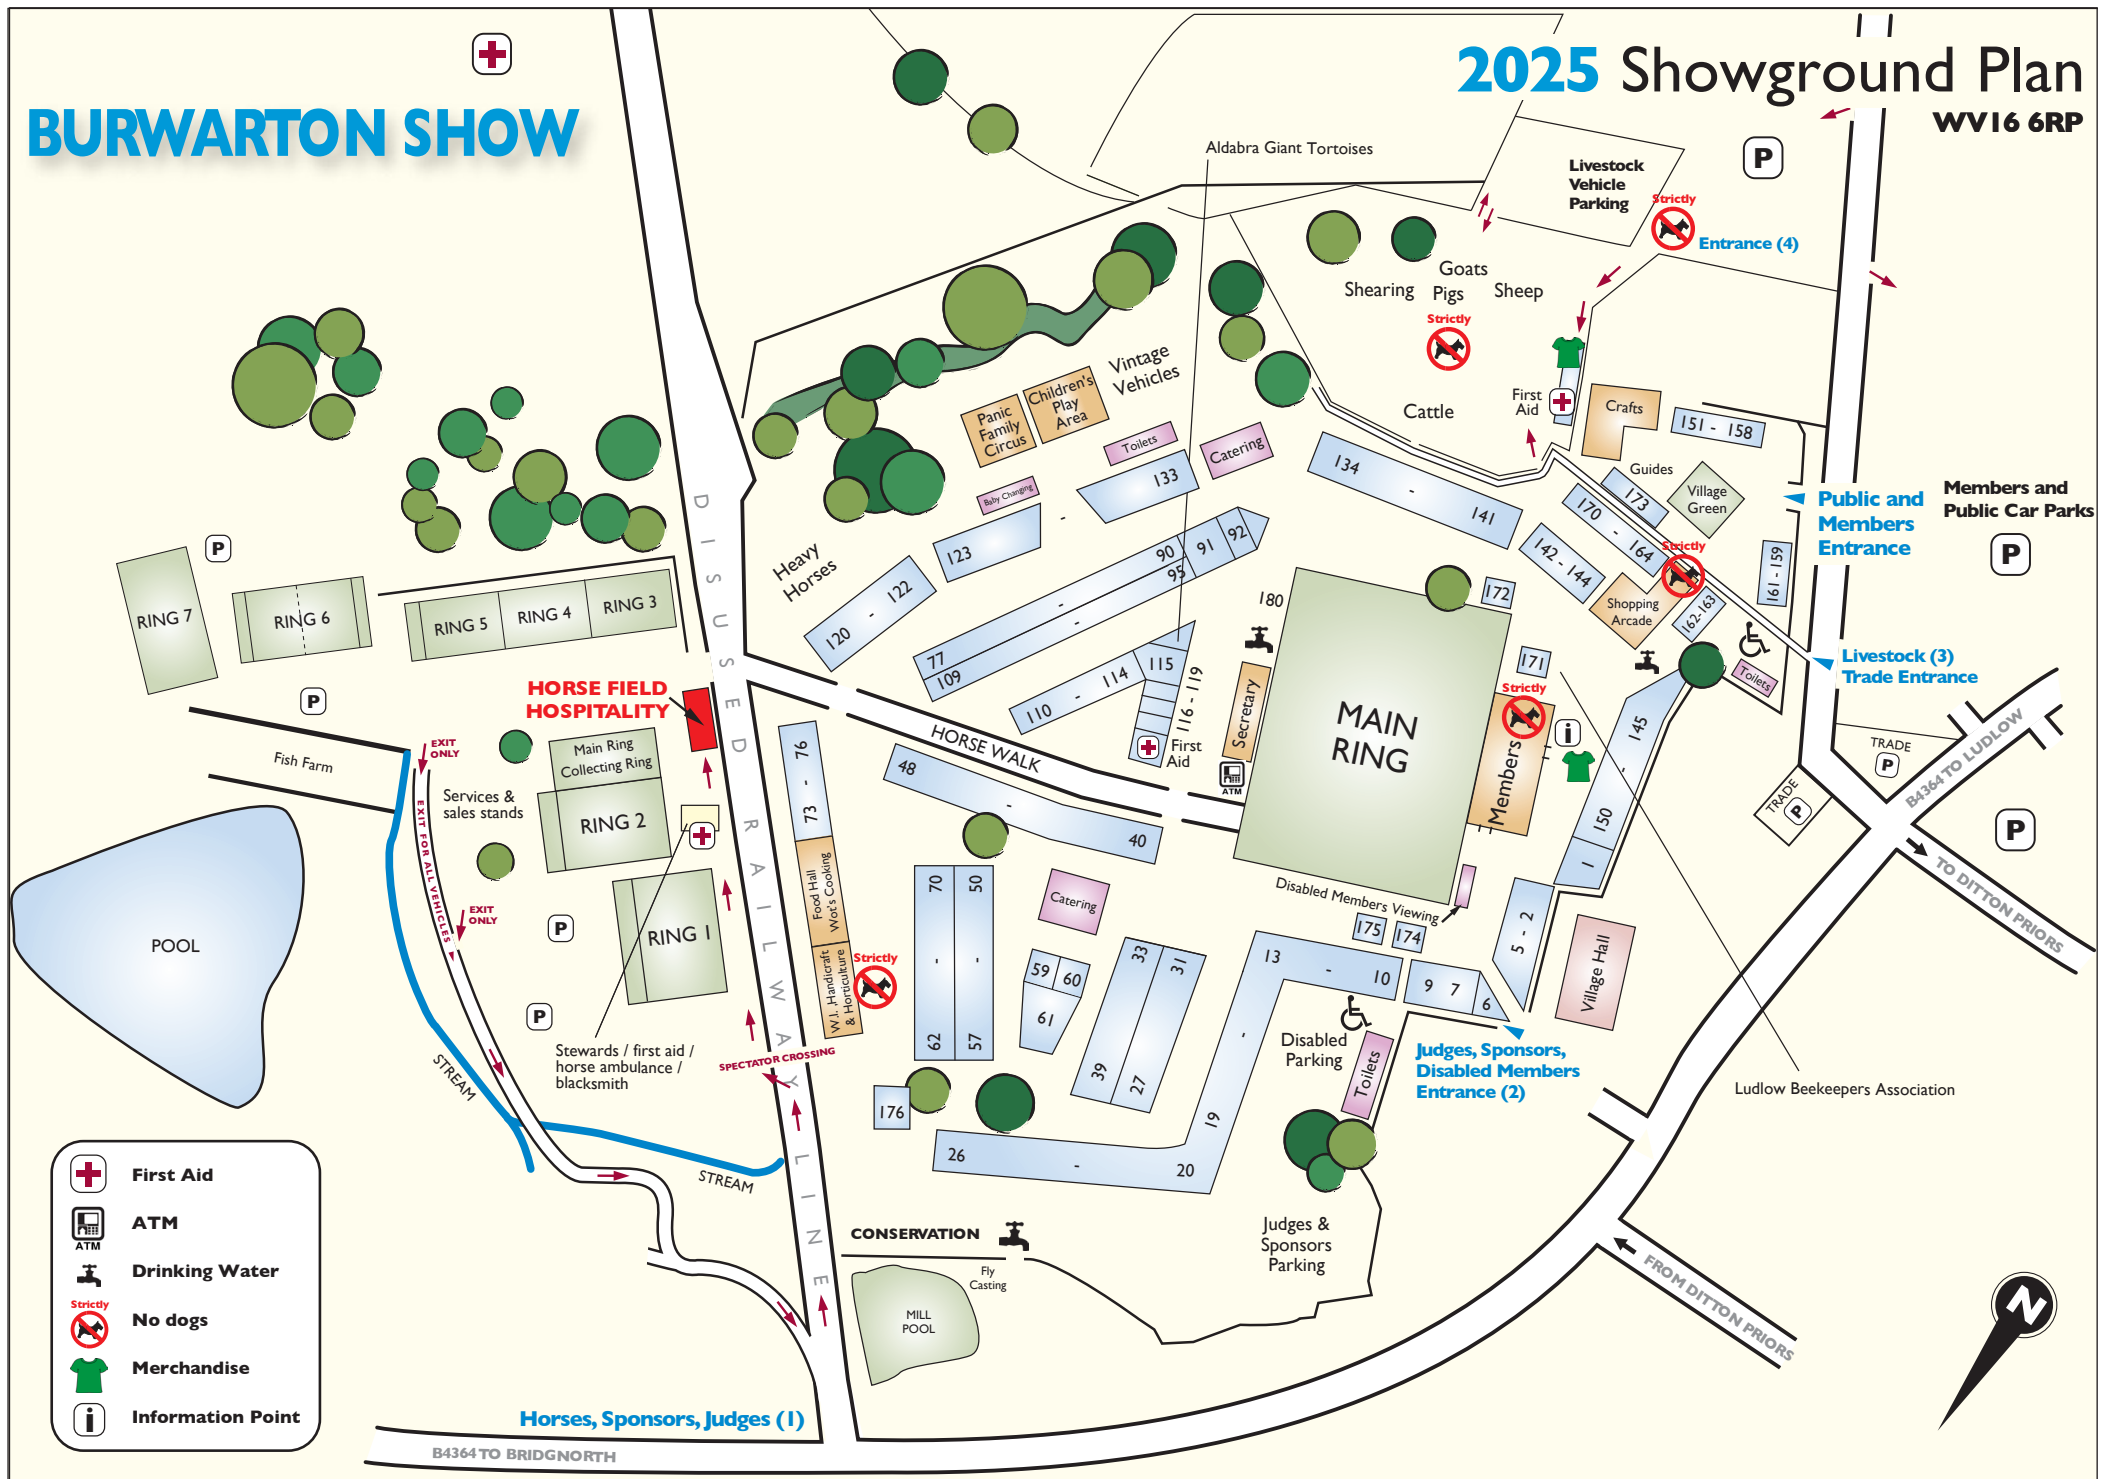 BURWARTON SHOW
2025 Showground Plan
WV16 6RP
P
Aldabra Giant Tortoises
Livestock
Vehicle
Parking
Strictly
Entrance (4)
Goats
Shearing
Pigs
Sheep
Strictly
Cattle
First
Aid
Crafts
151 - 158
Guides
173
Village
Green
170 - 164
Strictly
Public and
Members
Entrance
Members and
Public Car Parks
P
161 - 159
Vintage
Vehicles
Children's
Play
Area
Panic
Family
Circus
Toilets
Catering
Baby Changing
133
-
123
134
-
141
142 - 144
Shopping
Arcade
162-163
Toilets
Livestock (3)
Trade Entrance
Heavy
Horses
120 - 122
90
91
92
95
-
-
77
109
110 - 114
115
116 - 119
First
Aid
180
Secretary
ATM
MAIN
RING
172
171
Strictly
Members
i
145
-
150
1
TRADE
P
TRADE
P
B4364 TO LUDLOW
P
TO DITTON PRIORS
DISUSED RAILWAY LINE
RING 7
P
RING 6
RING 5
RING 4
RING 3
P
HORSE FIELD
HOSPITALITY
Fish Farm
EXIT
ONLY
EXIT FOR ALL VEHICLES
Services &
sales stands
Main Ring
Collecting Ring
RING 2
EXIT
ONLY
P
RING 1
P
POOL
Stewards / first aid /
horse ambulance /
blacksmith
SPECTATOR CROSSING
STREAM
STREAM
HORSE WALK
73 - 76
Food Hall
Wot's Cooking
W.I. ,Handicraft
& Horticulture
Strictly
48
-
40
70
-
62
50
-
57
Catering
59
60
61
33
31
39
27
176
26
-
20
19
-
13
-
10
Disabled Members Viewing
175
174
9
7
6
5 - 2
Village Hall
Disabled
Parking
Toilets
Judges, Sponsors,
Disabled Members
Entrance (2)
Ludlow Beekeepers Association
Judges &
Sponsors
Parking
CONSERVATION
Fly
Casting
MILL
POOL
FROM DITTON PRIORS
N
First Aid
ATM
ATM
Drinking Water
Strictly
No dogs
Merchandise
i
Information Point
Horses, Sponsors, Judges (1)
B4364 TO BRIDGNORTH